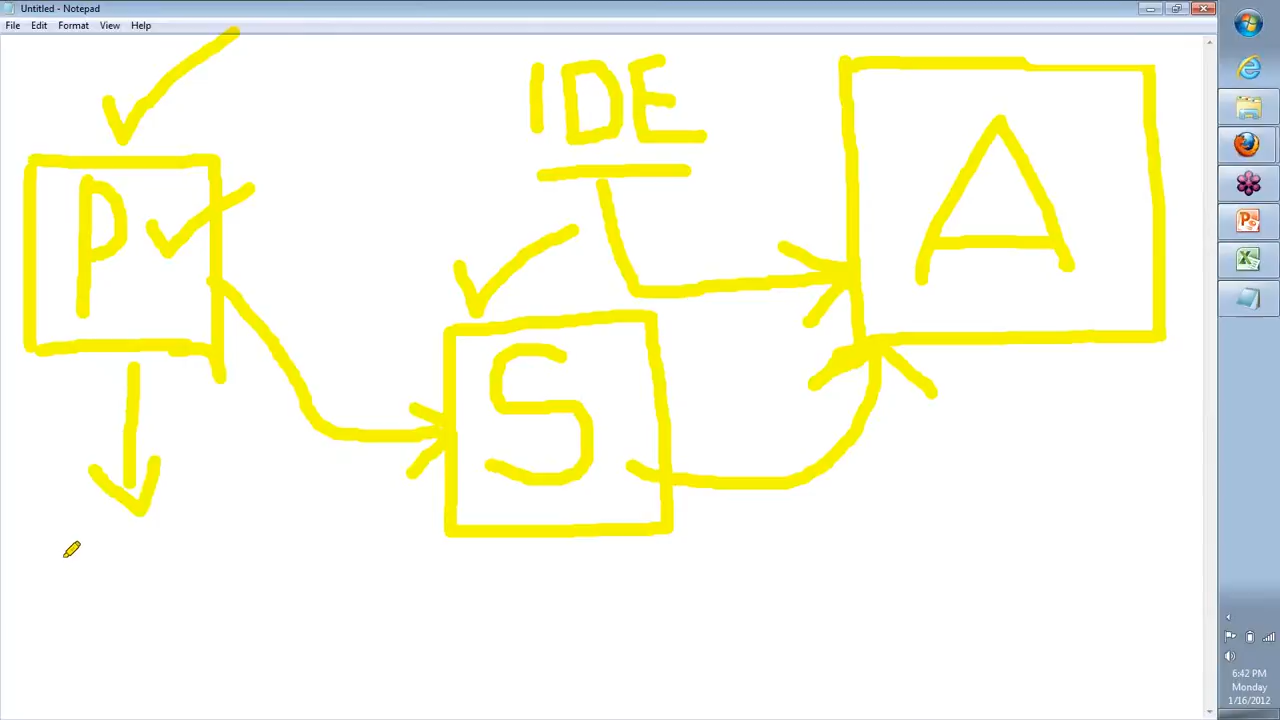 Untitled - Notepad
File Edit Format View Help
IDE
P
A
S
6:42 PM
Monday
1/16/2012